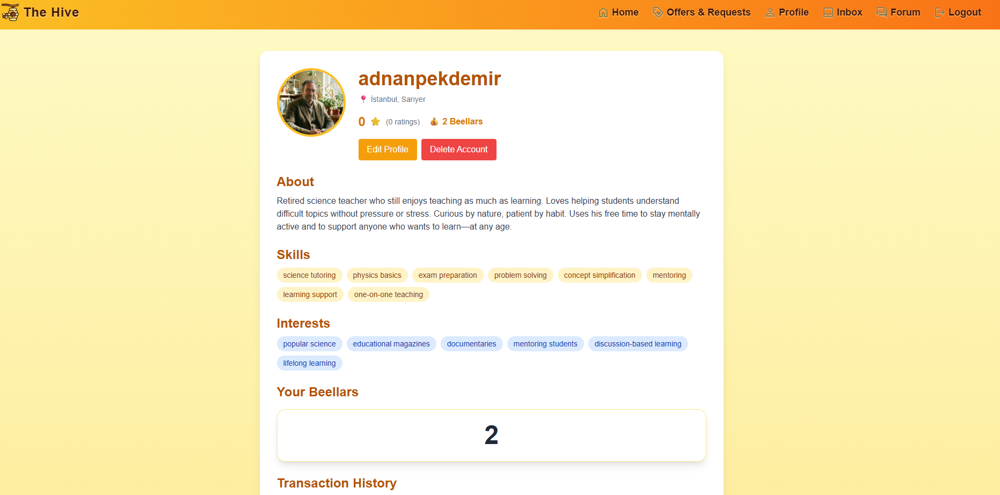 The Hive
Home Offers & Requests Profile Inbox Forum Logout
adnanpekdemir
İstanbul, Sarıyer
0 (0 ratings) 2 Beellars
Edit Profile Delete Account
About
Retired science teacher who still enjoys teaching as much as learning. Loves helping students understand
difficult topics without pressure or stress. Curious by nature, patient by habit. Uses his free time to stay mentally
active and to support anyone who wants to learn—at any age.
Skills
science tutoring physics basics exam preparation problem solving concept simplification mentoring
learning support one-on-one teaching
Interests
popular science educational magazines documentaries mentoring students discussion-based learning
lifelong learning
Your Beellars
2
Transaction History